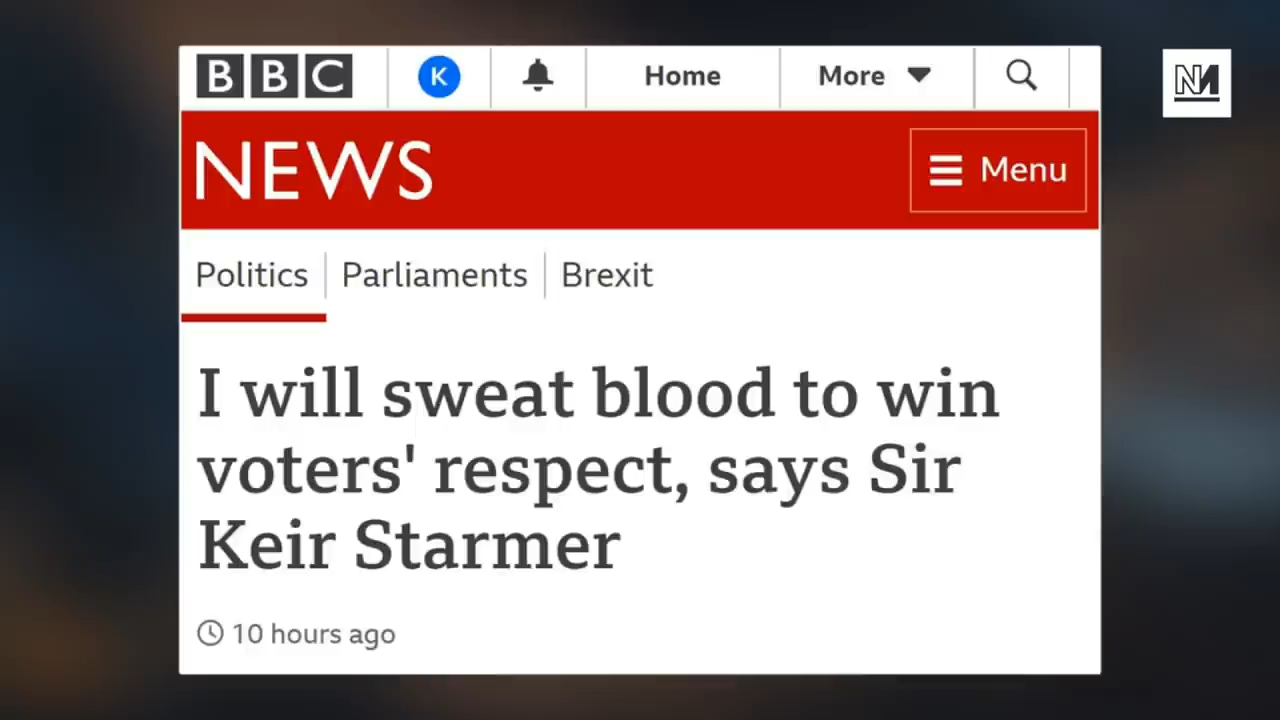 BBC K Home More
NM
NEWS Menu
Politics Parliaments Brexit
I will sweat blood to win
voters' respect, says Sir
Keir Starmer
10 hours ago